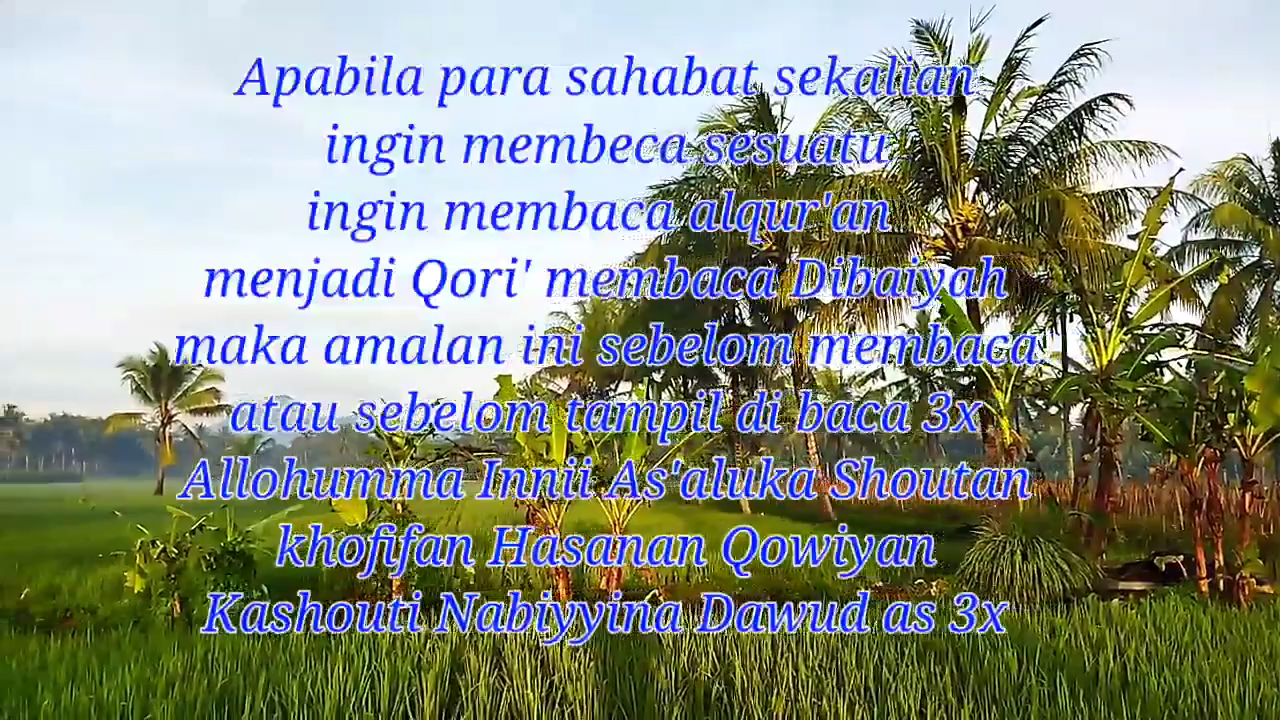 Apabila para sahabat sekalian
ingin membeca sesuatu
ingin membaca alqur'an
menjadi Qori' membaca Dibaiyah
maka amalan ini sebelom membaca
atau sebelom tampil di baca 3x
Allohumma Innii As'aluka Shoutan
khofifan Hasanan Qowiyan
Kashouti Nabiyyina Dawud as 3x